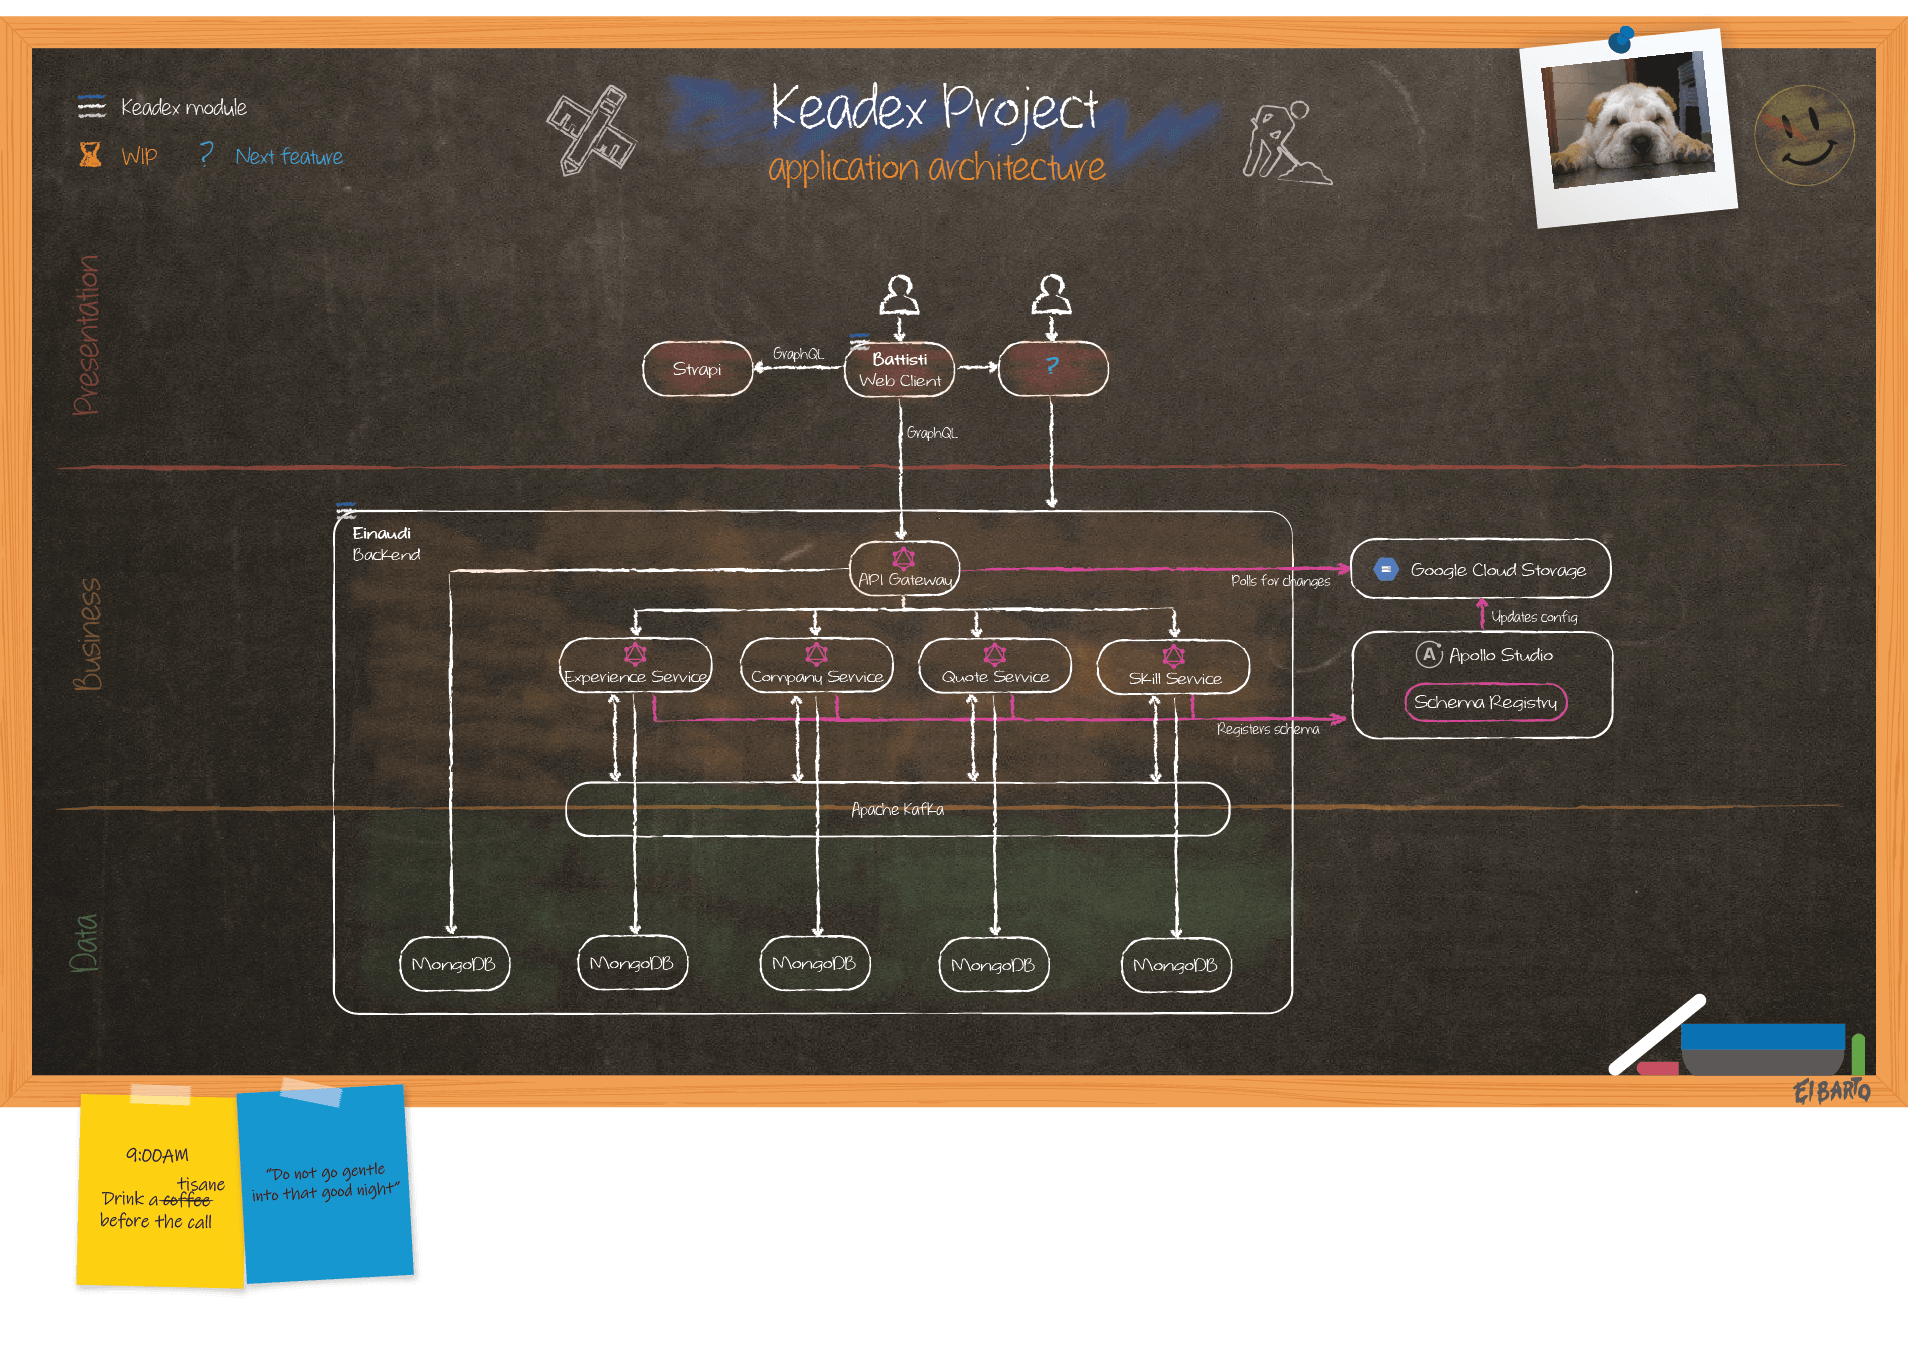 Keadex module
WIP
? Next feature
Keadex Project
application architecture
Presentation
Strapi
GraphQL
Battisti
Web Client
?
GraphQL
Business
Einaudi
Backend
API Gateway
Polls for changes
Google Cloud Storage
Updates config
A Apollo Studio
Schema Registry
Experience Service
Company Service
Quote Service
Skill Service
Registers schema
Apache Kafka
Data
MongoDB
MongoDB
MongoDB
MongoDB
MongoDB
El BARTO
9:00AM
tisane
Drink a coffee
before the call
"Do not go gentle
into that good night"